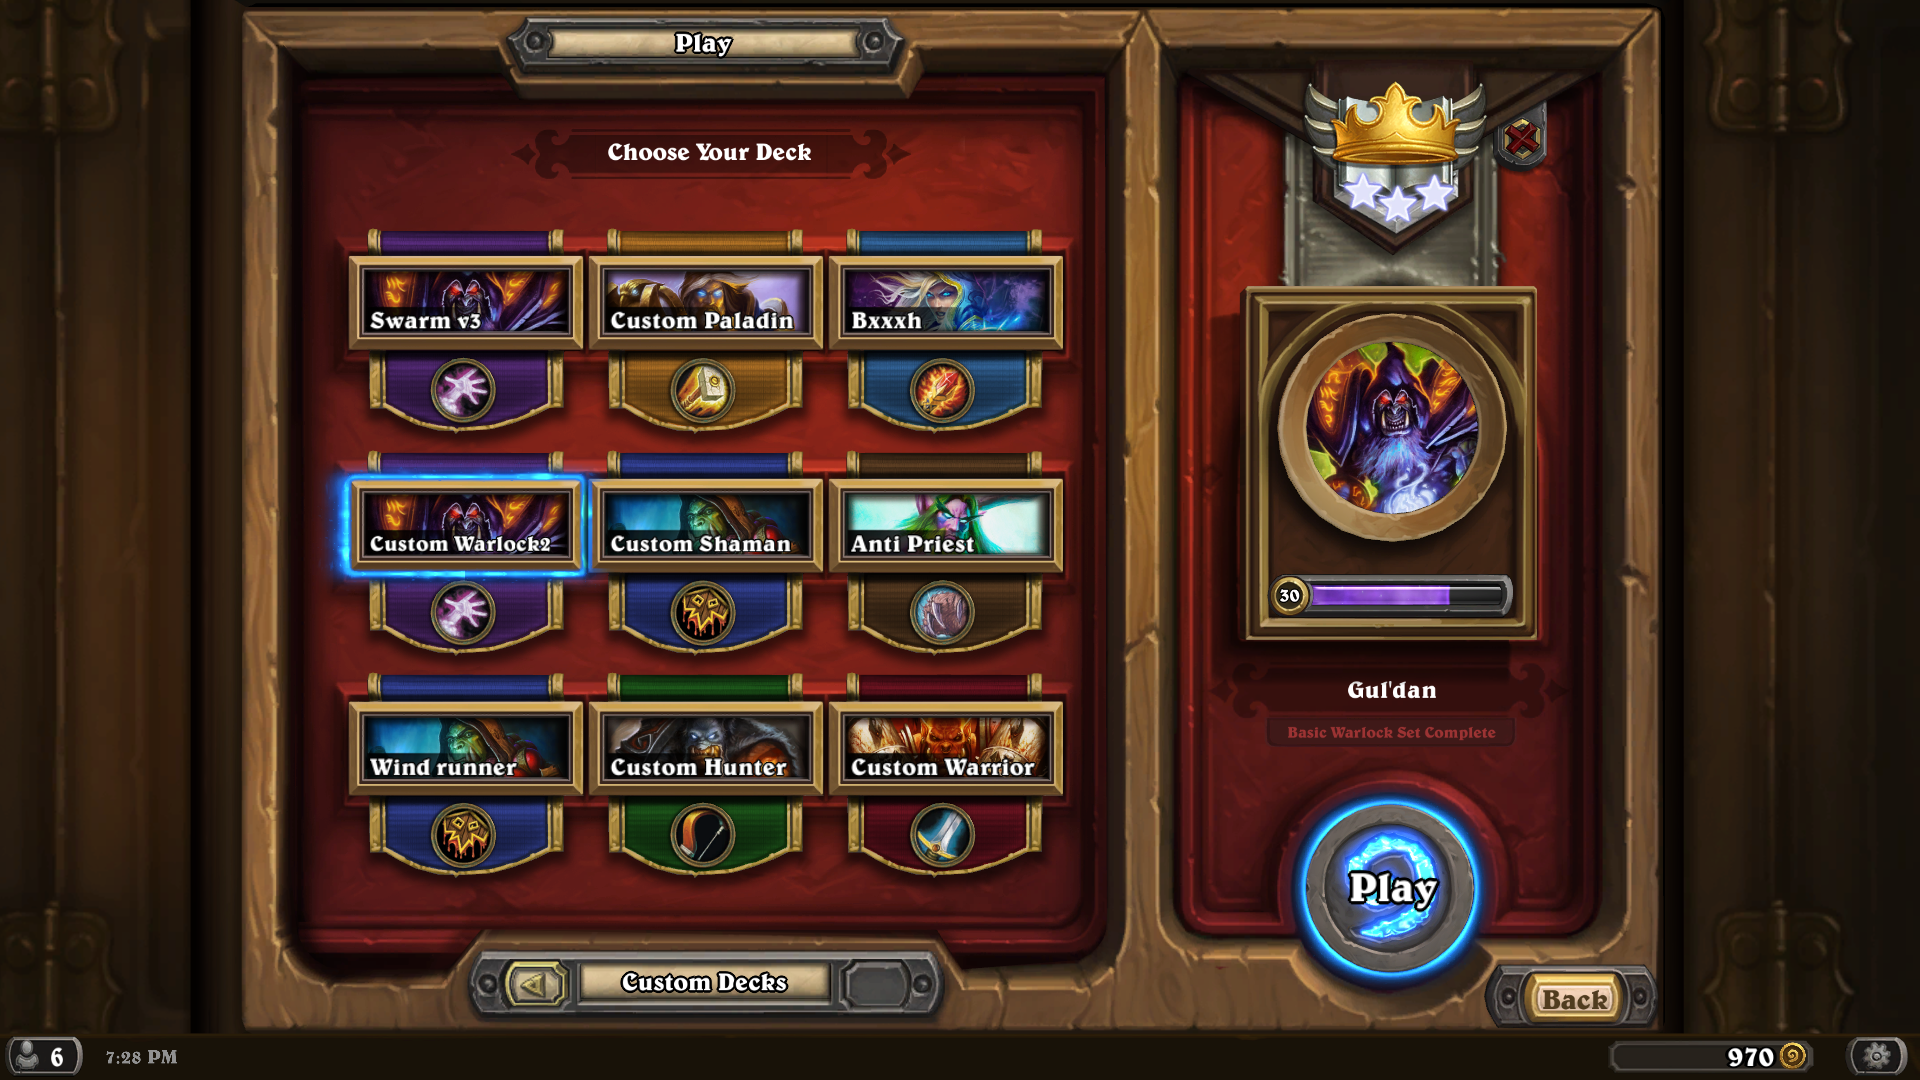 Play
Choose Your Deck
Swarm v3
Custom Paladin
Bxxxh
Custom Warlock2
Custom Shaman
Anti Priest
Wind runner
Custom Hunter
Custom Warrior
Custom Decks
30
Gul'dan
Basic Warlock Set Complete
Play
Back
6
7:28 PM
970